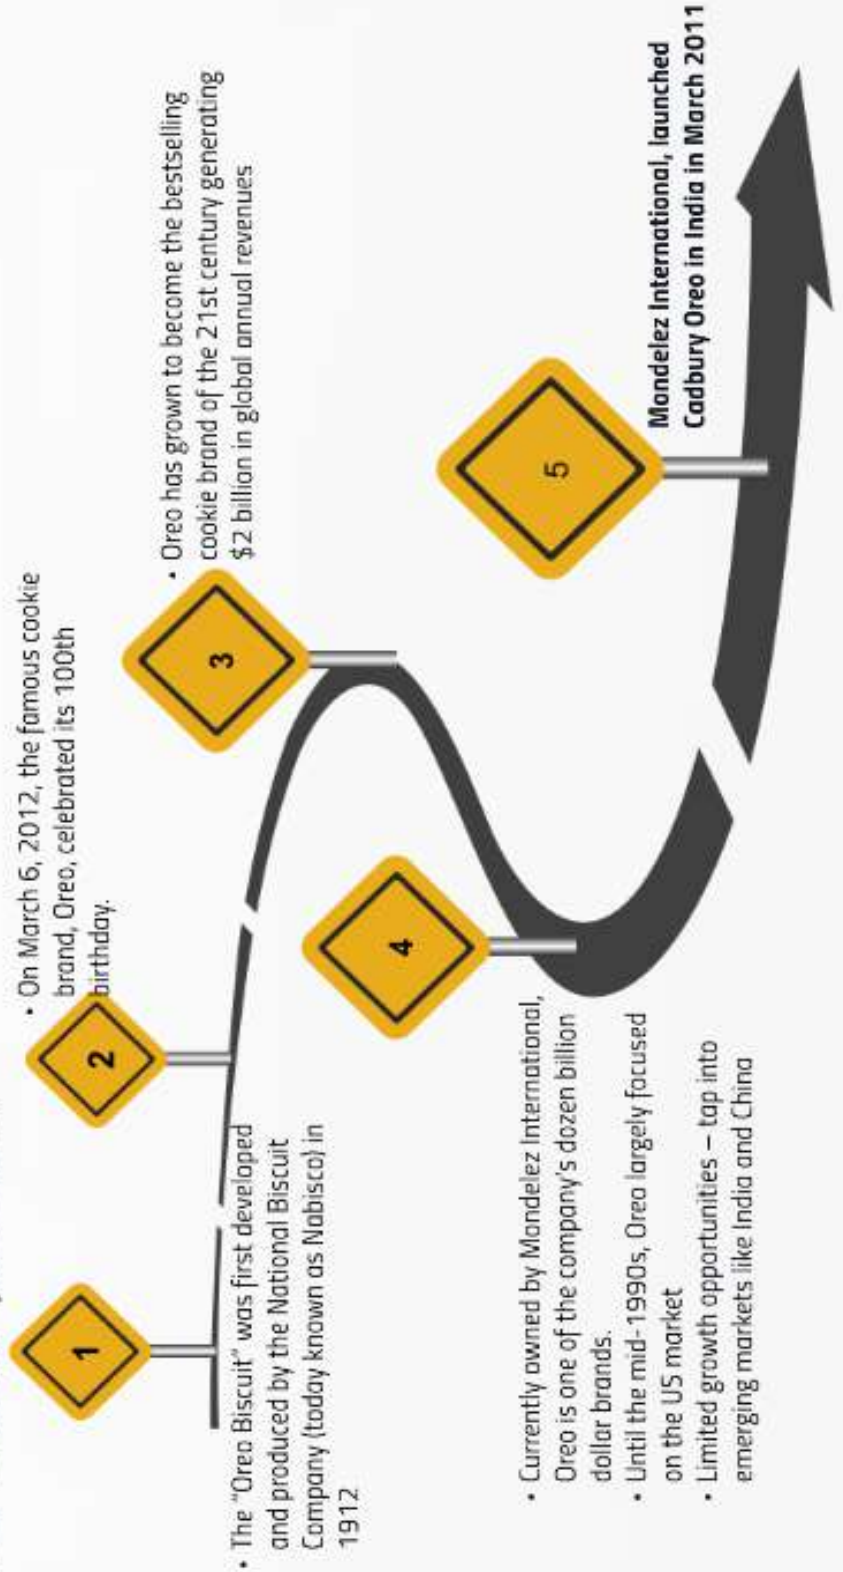 1
• The "Oreo Biscuit" was first developed
and produced by the National Biscuit
Company (today known as Nabisco) in
1912
2
• On March 6, 2012, the famous cookie
brand, Oreo, celebrated its 100th
birthday.
3
• Oreo has grown to become the bestselling
cookie brand of the 21st century generating
$2 billion in global annual revenues
4
• Currently owned by Mondelez International,
Oreo is one of the company's dozen billion
dollar brands.
• Until the mid-1990s, Oreo largely focused
on the US market
• Limited growth opportunities – tap into
emerging markets like India and China
5
Mondelez International, launched
Cadbury Oreo in India in March 2011